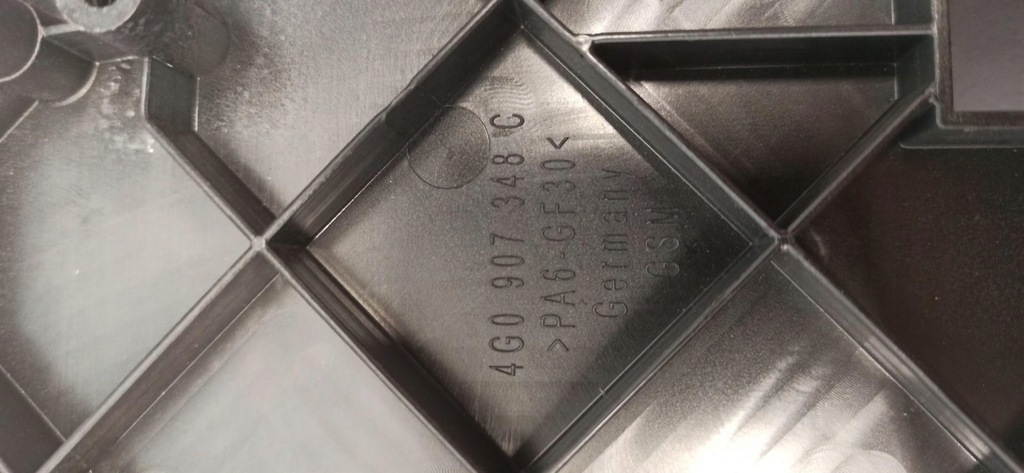 4G0 907 348 C
>PA6-GF30<
Germany
GSM